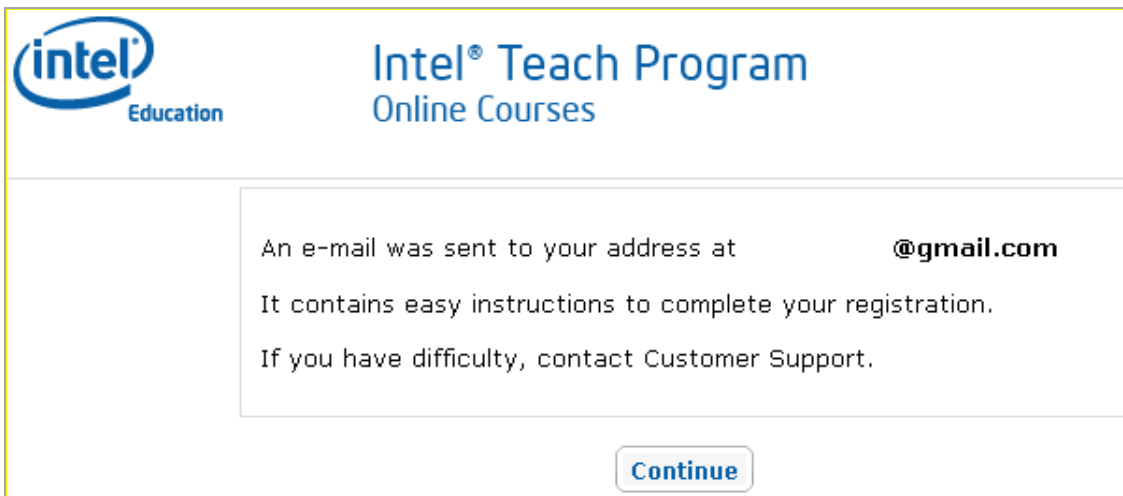 intel
Education
Intel® Teach Program
Online Courses
An e-mail was sent to your address at @gmail.com
It contains easy instructions to complete your registration.
If you have difficulty, contact Customer Support.
Continue